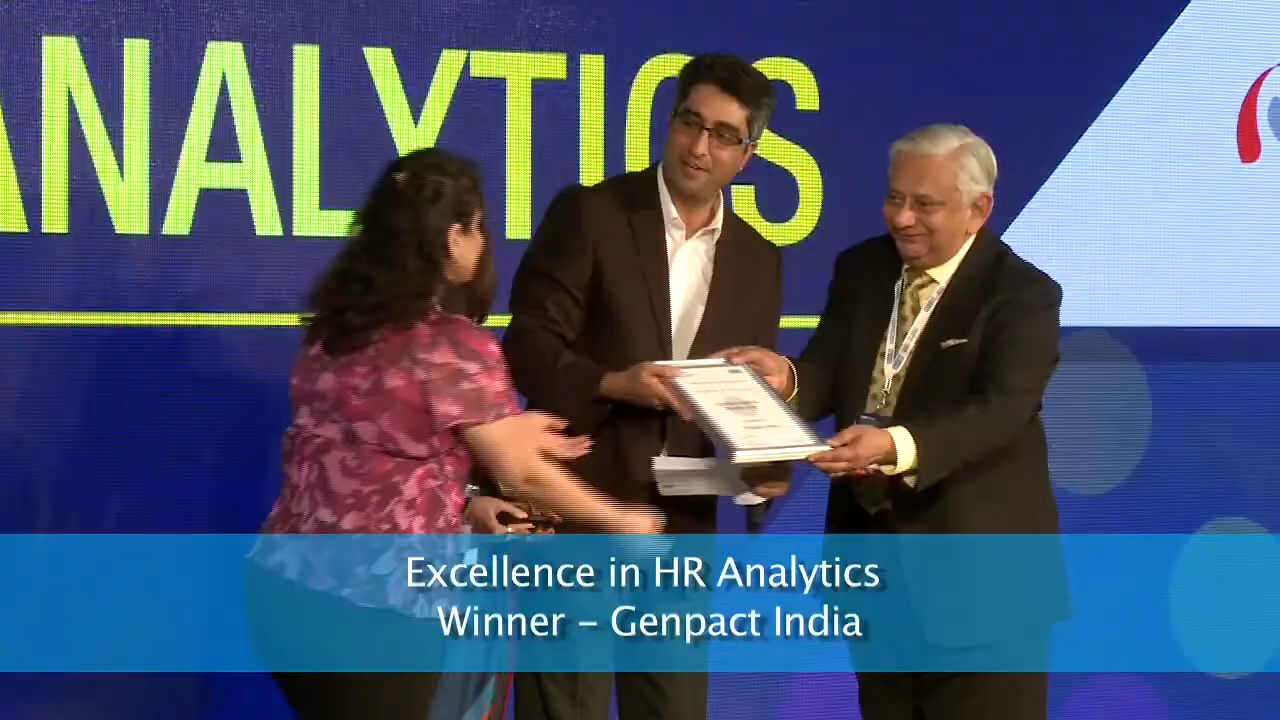 ANALYTICS
Excellence in HR Analytics
Winner – Genpact India